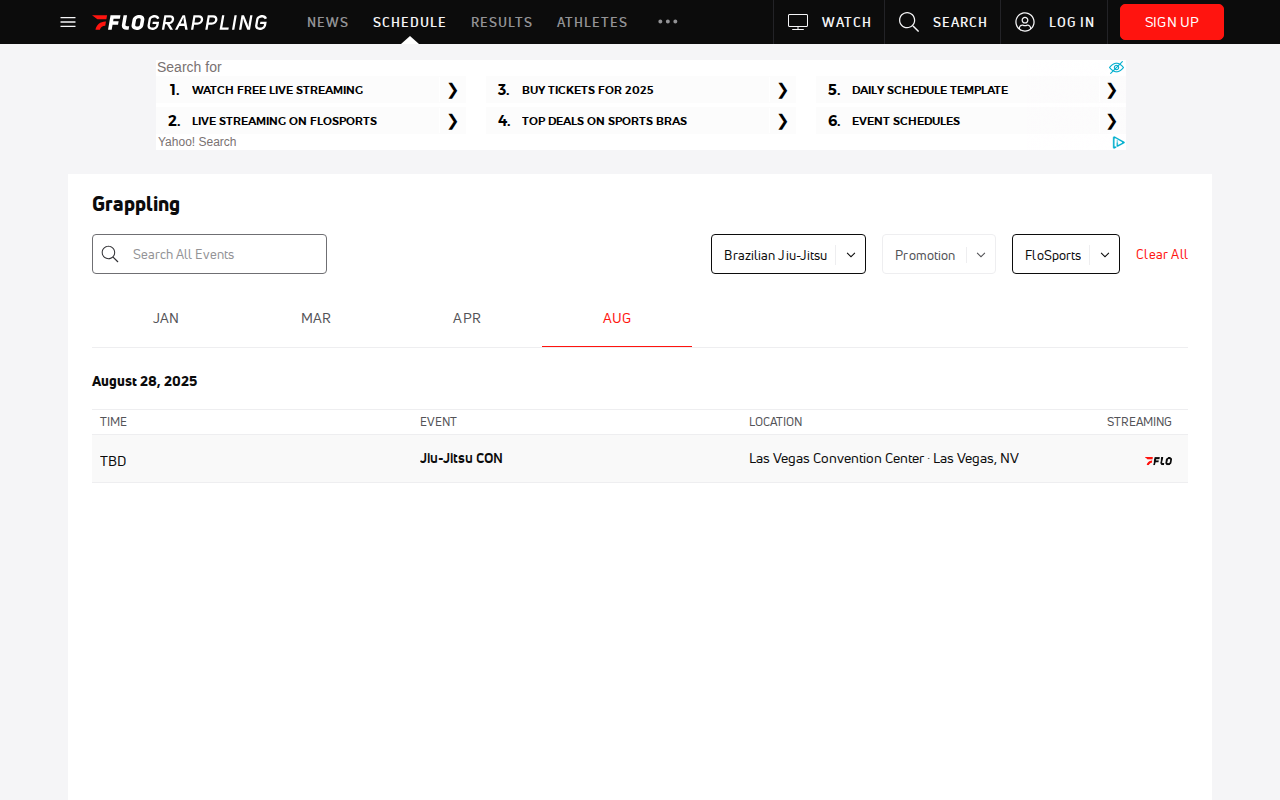 FLOGRAPPLING NEWS SCHEDULE RESULTS ATHLETES ••• WATCH SEARCH LOG IN SIGN UP
Search for
1. WATCH FREE LIVE STREAMING ❯ 3. BUY TICKETS FOR 2025 ❯ 5. DAILY SCHEDULE TEMPLATE ❯
2. LIVE STREAMING ON FLOSPORTS ❯ 4. TOP DEALS ON SPORTS BRAS ❯ 6. EVENT SCHEDULES ❯
Yahoo! Search
Grappling
Search All Events Brazilian Jiu-Jitsu Promotion FloSports Clear All
JAN MAR APR AUG
August 28, 2025
TIME EVENT LOCATION STREAMING
TBD Jiu-Jitsu CON Las Vegas Convention Center · Las Vegas, NV FLO